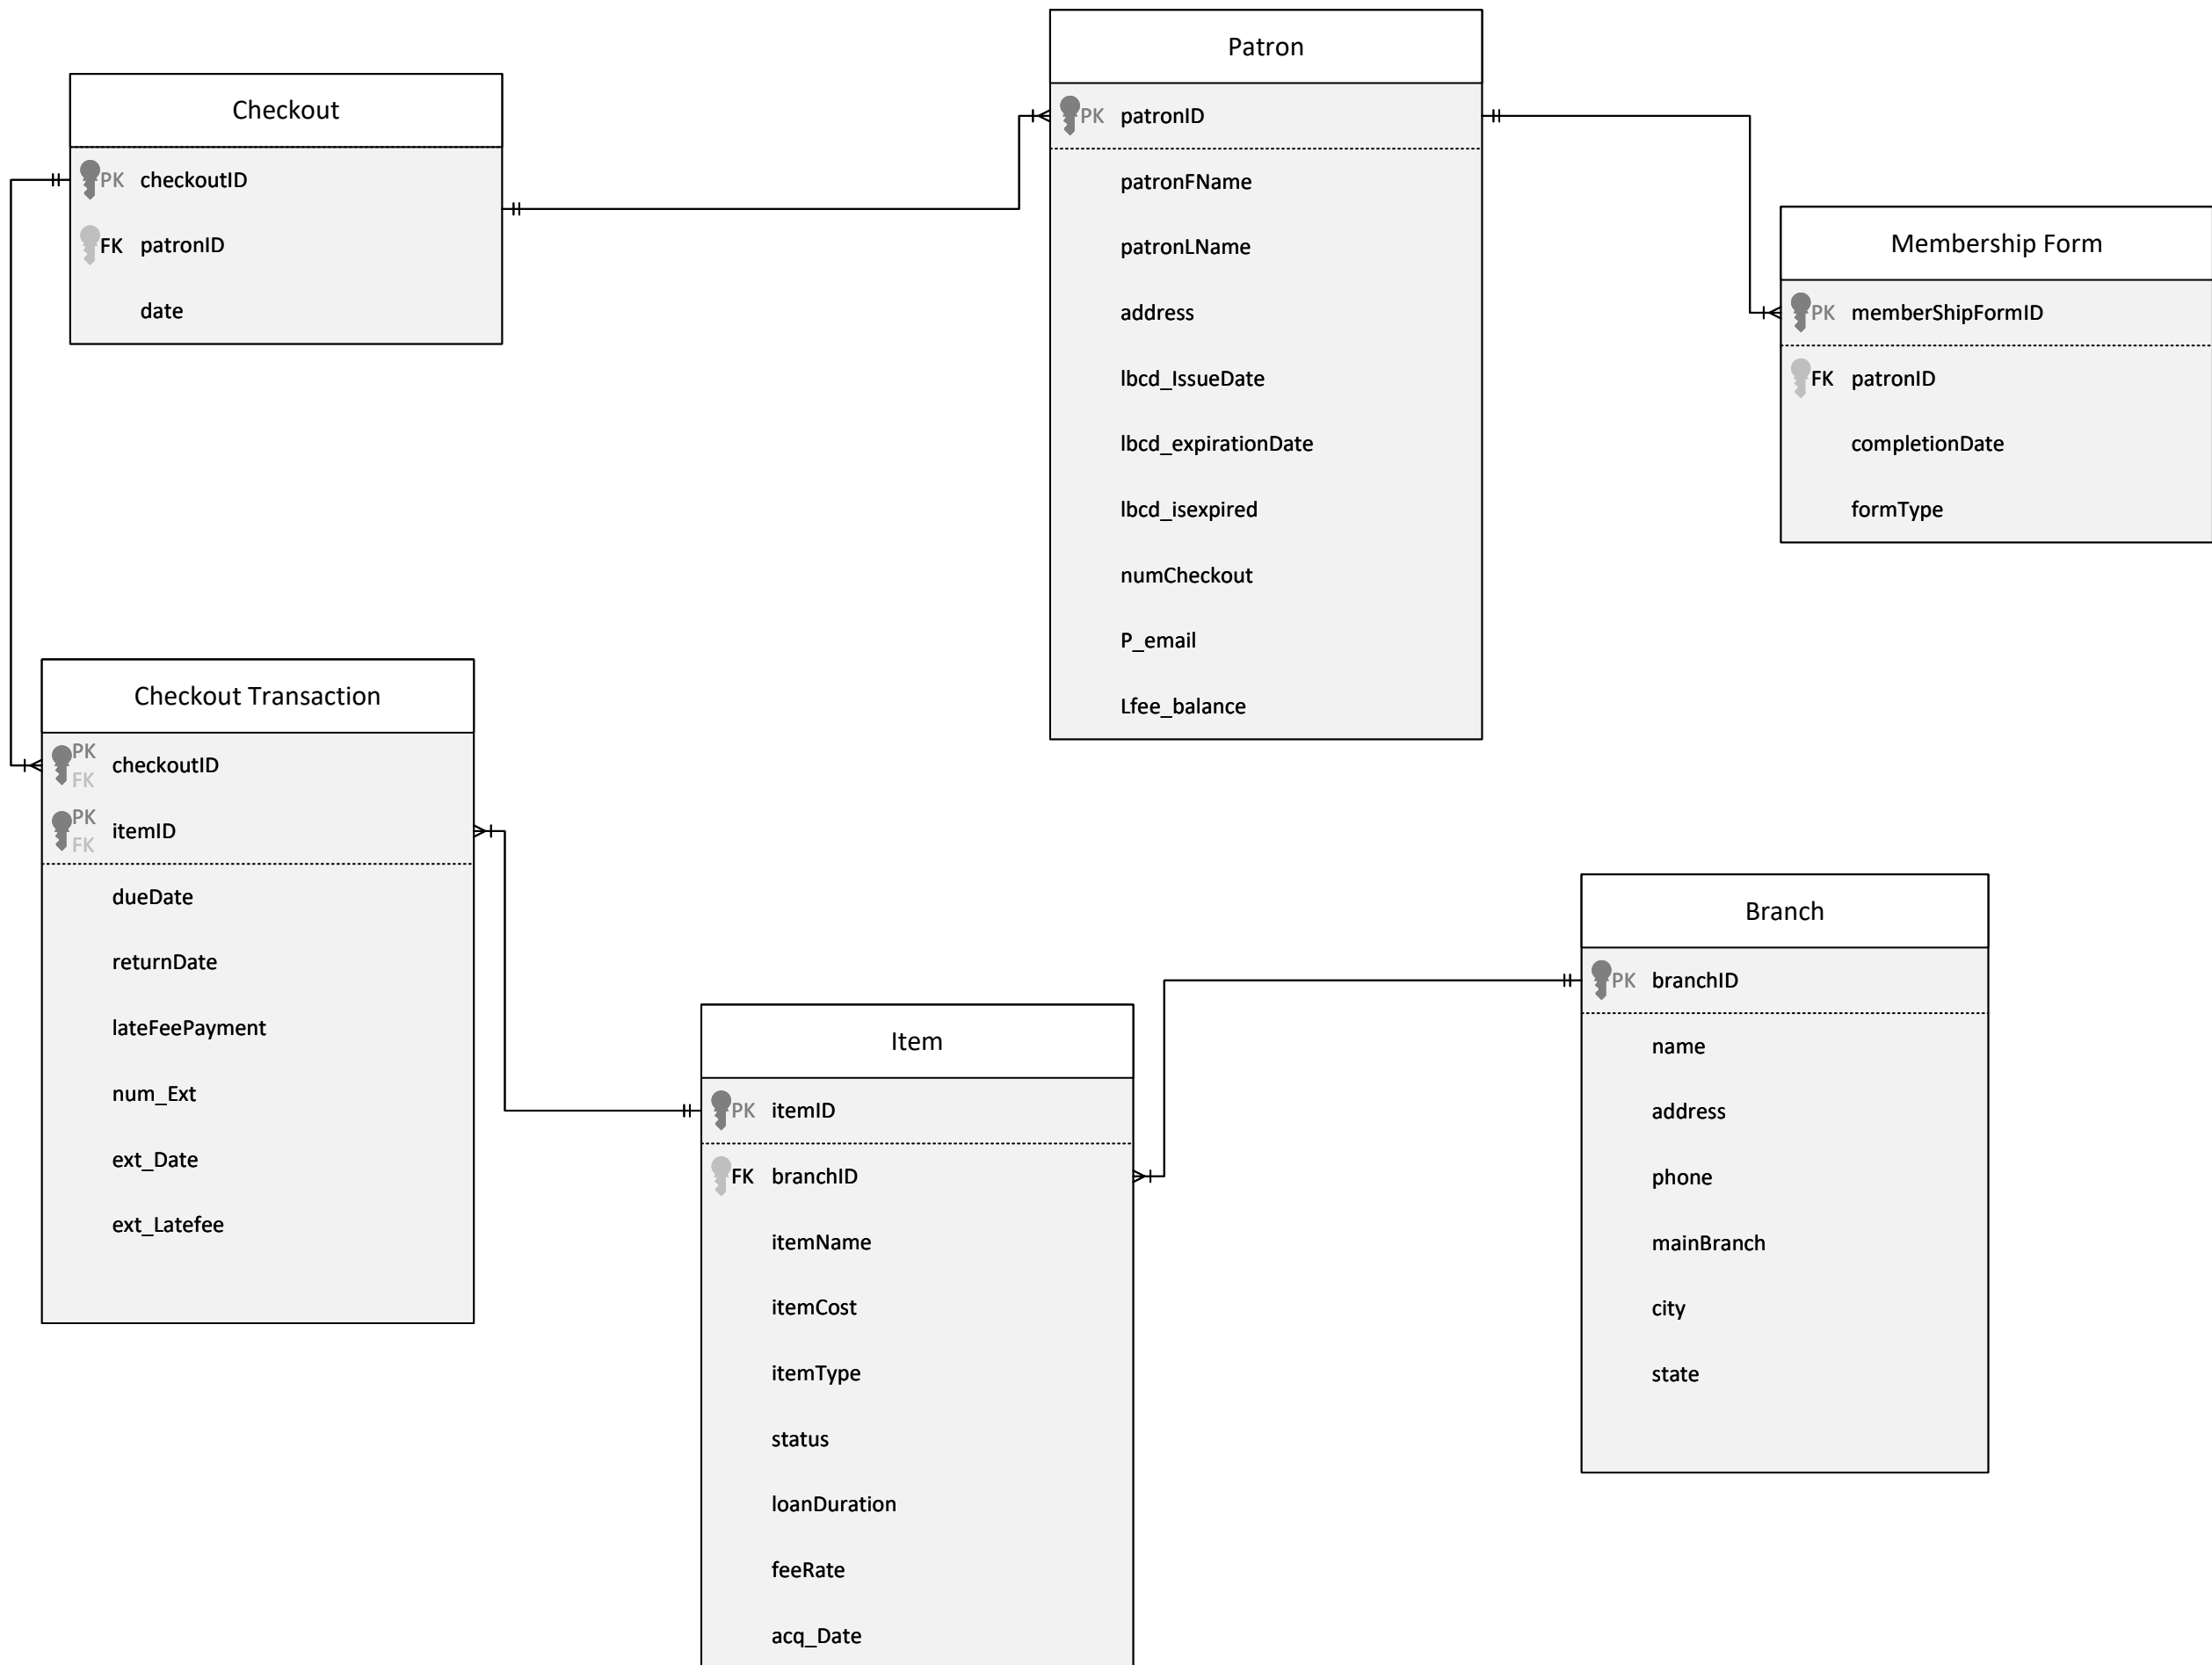 Checkout
PK checkoutID
FK patronID
date
Patron
PK patronID
patronFName
patronLName
address
lbcd_IssueDate
lbcd_expirationDate
lbcd_isexpired
numCheckout
P_email
Lfee_balance
Membership Form
PK memberShipFormID
FK patronID
completionDate
formType
Checkout Transaction
PK
FK checkoutID
PK
FK itemID
dueDate
returnDate
lateFeePayment
num_Ext
ext_Date
ext_Latefee
Item
PK itemID
FK branchID
itemName
itemCost
itemType
status
loanDuration
feeRate
acq_Date
Branch
PK branchID
name
address
phone
mainBranch
city
state